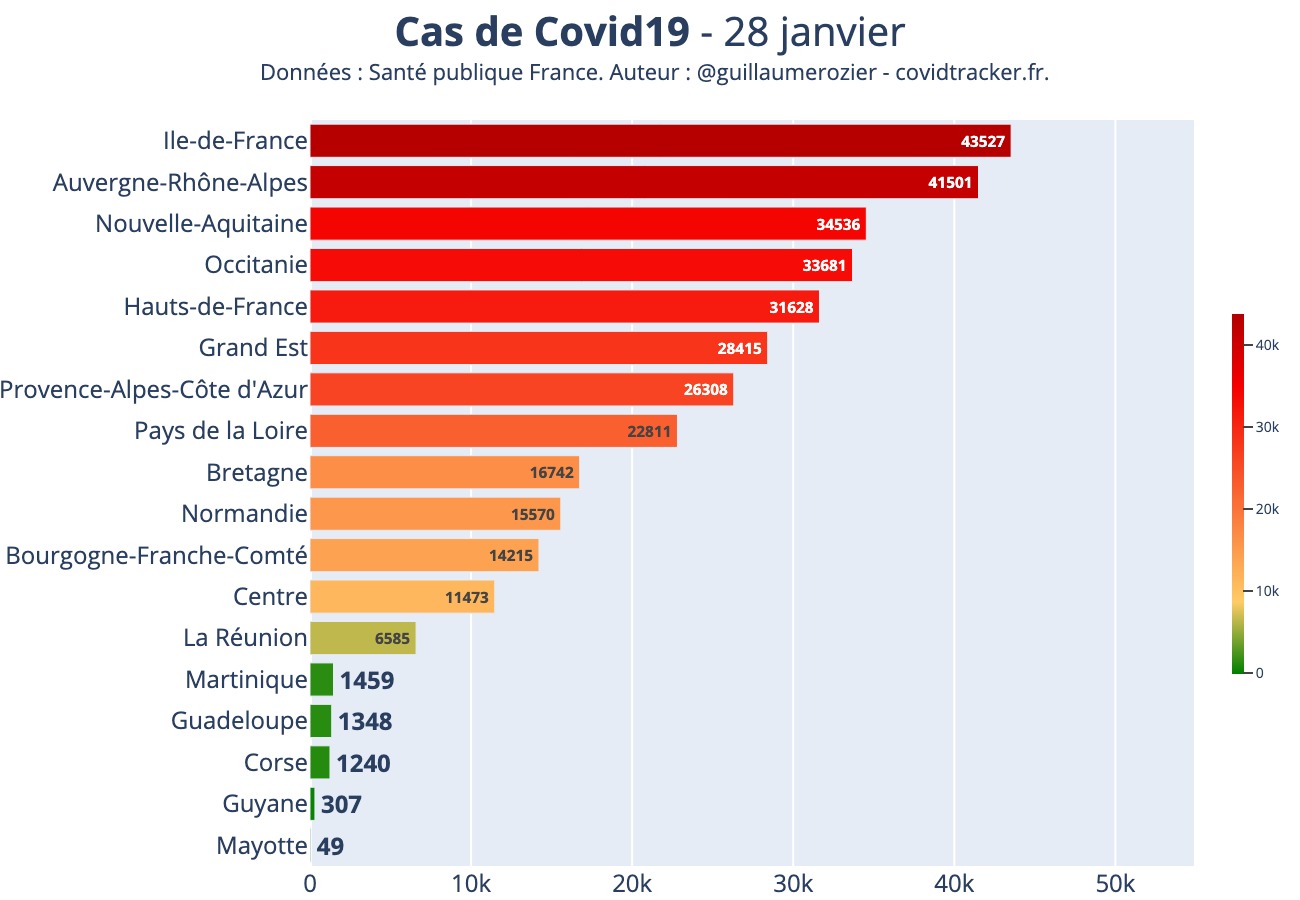 Cas de Covid19 - 28 janvier
Données : Santé publique France. Auteur : @guillaumerozier - covidtracker.fr.
Ile-de-France 43527
Auvergne-Rhône-Alpes 41501
Nouvelle-Aquitaine 34536
Occitanie 33681
Hauts-de-France 31628
Grand Est 28415
Provence-Alpes-Côte d'Azur 26308
Pays de la Loire 22811
Bretagne 16742
Normandie 15570
Bourgogne-Franche-Comté 14215
Centre 11473
La Réunion 6585
Martinique 1459
Guadeloupe 1348
Corse 1240
Guyane 307
Mayotte 49
0 10k 20k 30k 40k 50k
40k
30k
20k
10k
0